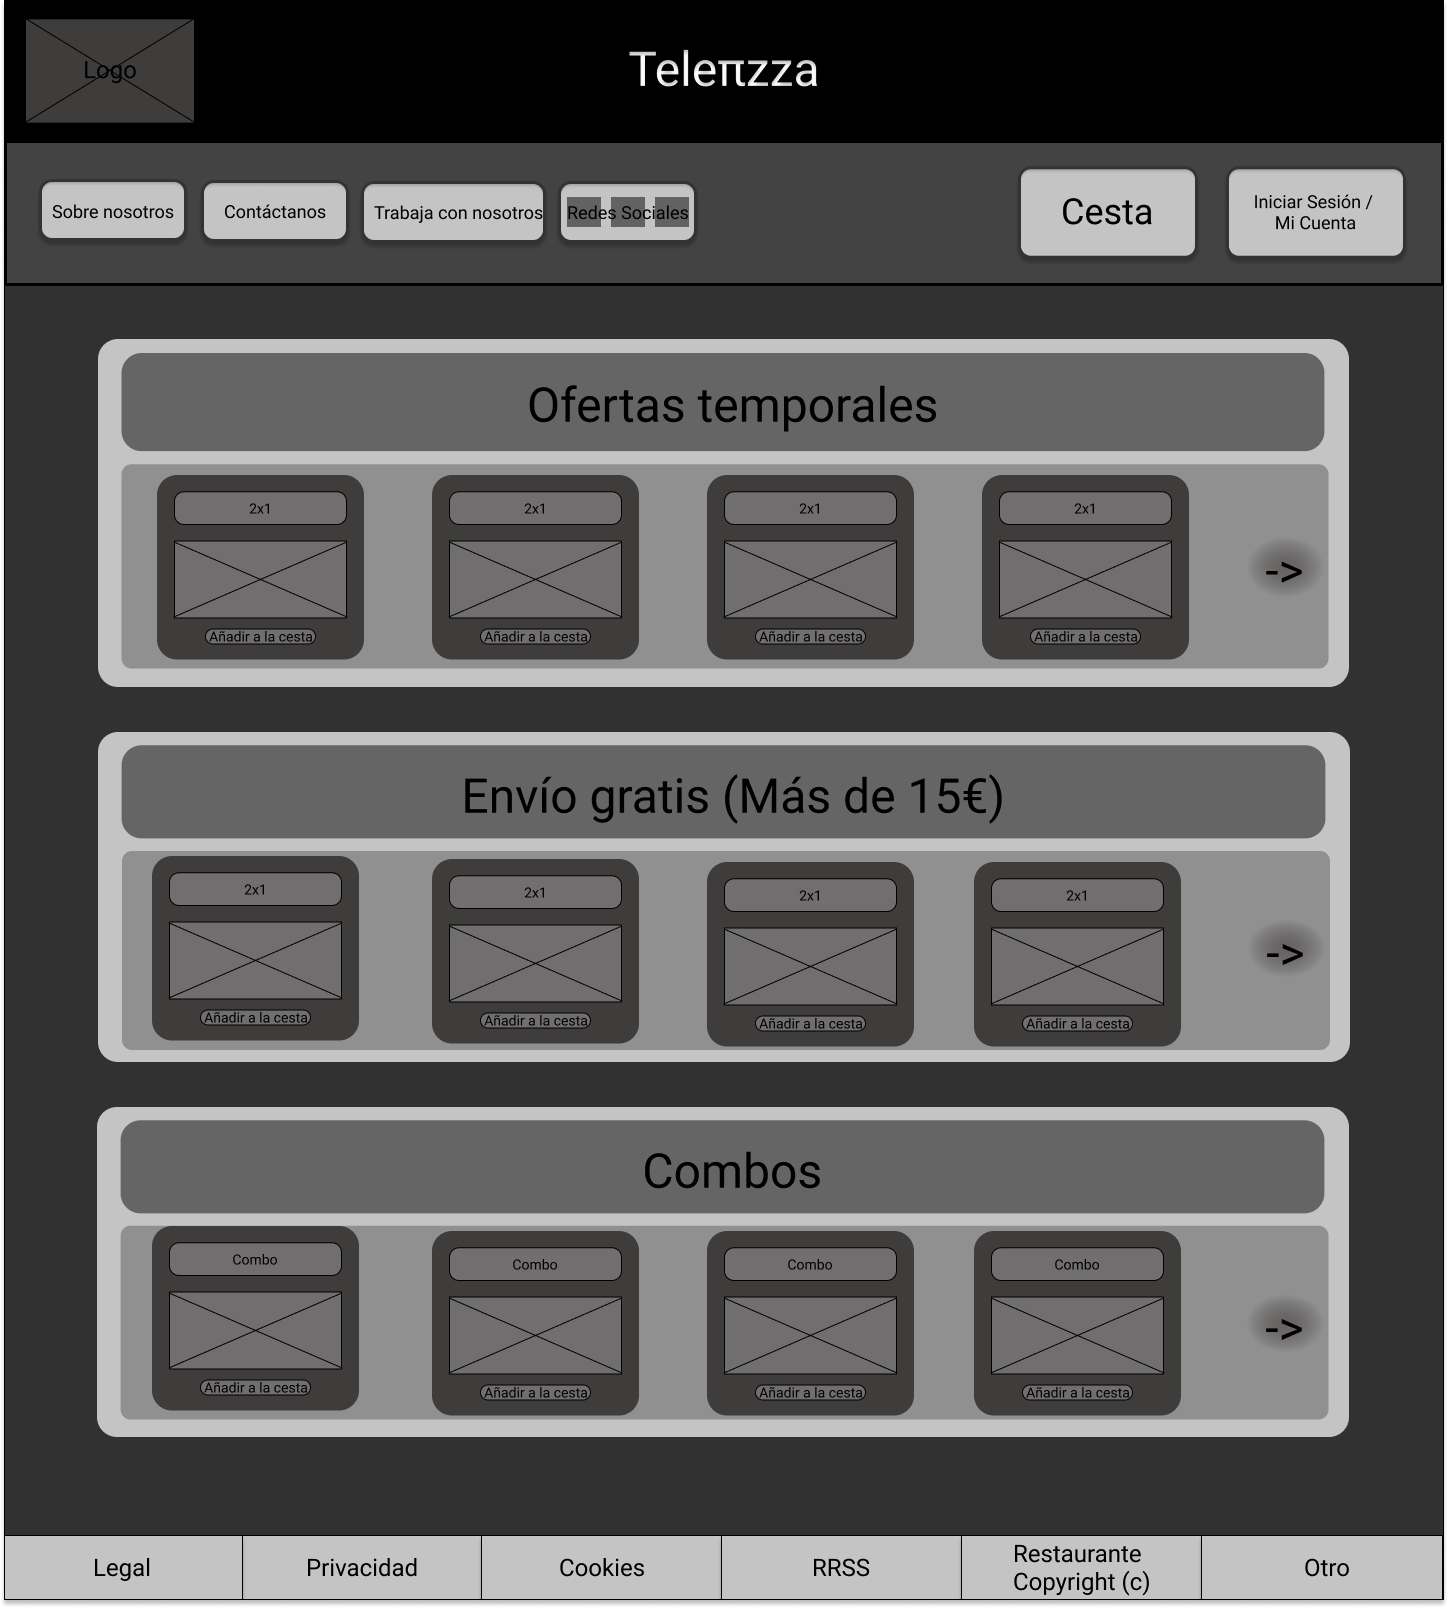 Logo
Teleπzza
Sobre nosotros
Contáctanos
Trabaja con nosotros
Redes Sociales
Cesta
Iniciar Sesión /
Mi Cuenta
Ofertas temporales
2x1
2x1
2x1
2x1
->
Añadir a la cesta
Añadir a la cesta
Añadir a la cesta
Añadir a la cesta
Envío gratis (Más de 15€)
2x1
2x1
2x1
2x1
->
Añadir a la cesta
Añadir a la cesta
Añadir a la cesta
Añadir a la cesta
Combos
Combo
Combo
Combo
Combo
->
Añadir a la cesta
Añadir a la cesta
Añadir a la cesta
Añadir a la cesta
Legal
Privacidad
Cookies
RRSS
Restaurante
Copyright (c)
Otro